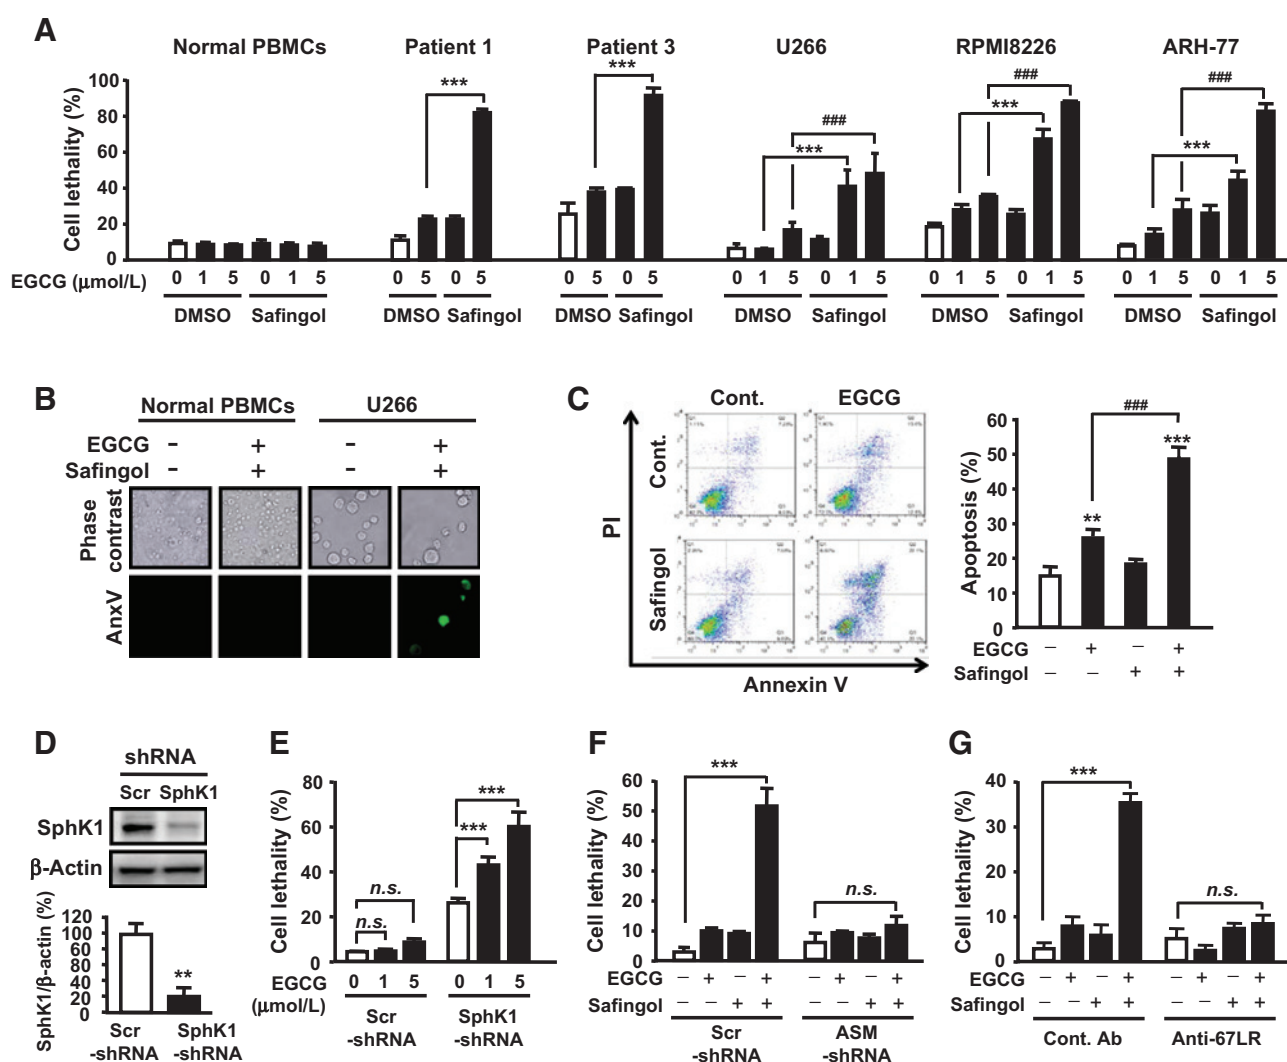 A
Normal PBMCs Patient 1 Patient 3 U266 RPMI8226 ARH-77
Cell lethality (%)
100
80
60
40
20
0
*** *** ### *** ### *** ### ***
EGCG (μmol/L) 0 1 5 0 1 5 0 5 0 5 0 5 0 5 0 1 5 0 1 5 0 1 5 0 1 5 0 1 5 0 1 5
DMSO Safingol DMSO Safingol DMSO Safingol DMSO Safingol DMSO Safingol DMSO Safingol
B
Normal PBMCs U266
EGCG − + − +
Safingol − + − +
Phase contrast
AnxV
C
Cont. EGCG
Cont.
Safingol
PI
Annexin V
Apoptosis (%)
60
50
40
30
20
10
0
** *** ###
EGCG − + − +
Safingol − − + +
D
shRNA
Scr SphK1
SphK1
β-Actin
SphK1/β-actin (%)
120
100
80
60
40
20
0
**
Scr SphK1
-shRNA -shRNA
E
Cell lethality (%)
80
60
40
20
0
n.s. n.s. *** ***
EGCG 0 1 5 0 1 5
(μmol/L)
Scr SphK1
-shRNA -shRNA
F
Cell lethality (%)
60
50
40
30
20
10
0
*** n.s.
EGCG − + − + − + − +
Safingol − − + + − − + +
Scr ASM
-shRNA -shRNA
G
Cell lethality (%)
40
30
20
10
0
*** n.s.
EGCG − + − + − + − +
Safingol − − + + − − + +
Cont. Ab Anti-67LR